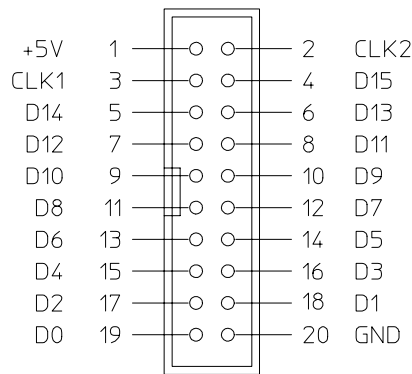 +5V 1 2 CLK2
CLK1 3 4 D15
D14 5 6 D13
D12 7 8 D11
D10 9 10 D9
D8 11 12 D7
D6 13 14 D5
D4 15 16 D3
D2 17 18 D1
D0 19 20 GND